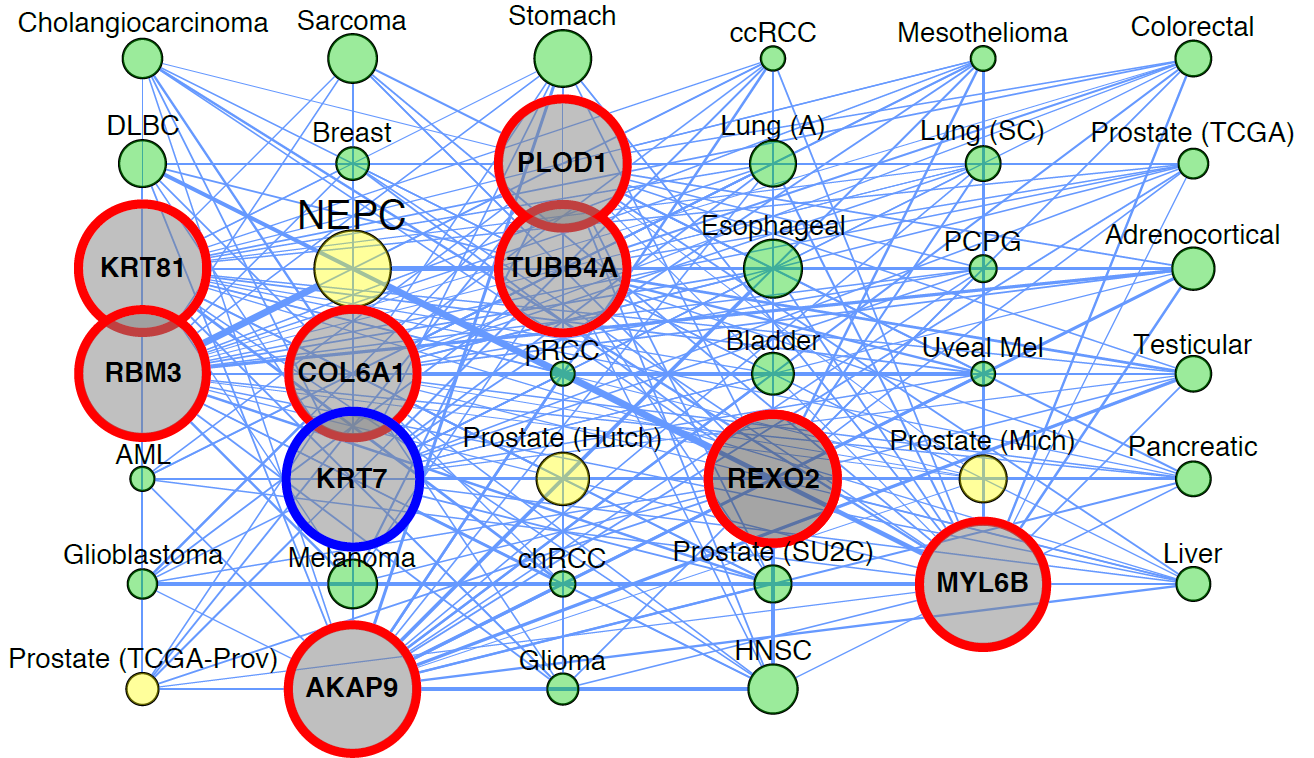 Cholangiocarcinoma
Sarcoma
Stomach
ccRCC
Mesothelioma
Colorectal
DLBC
Breast
PLOD1
Lung (A)
Lung (SC)
Prostate (TCGA)
KRT81
NEPC
TUBB4A
Esophageal
PCPG
Adrenocortical
RBM3
COL6A1
pRCC
Bladder
Uveal Mel
Testicular
AML
KRT7
Prostate (Hutch)
REXO2
Prostate (Mich)
Pancreatic
Glioblastoma
Melanoma
chRCC
Prostate (SU2C)
MYL6B
Liver
Prostate (TCGA-Prov)
AKAP9
Glioma
HNSC